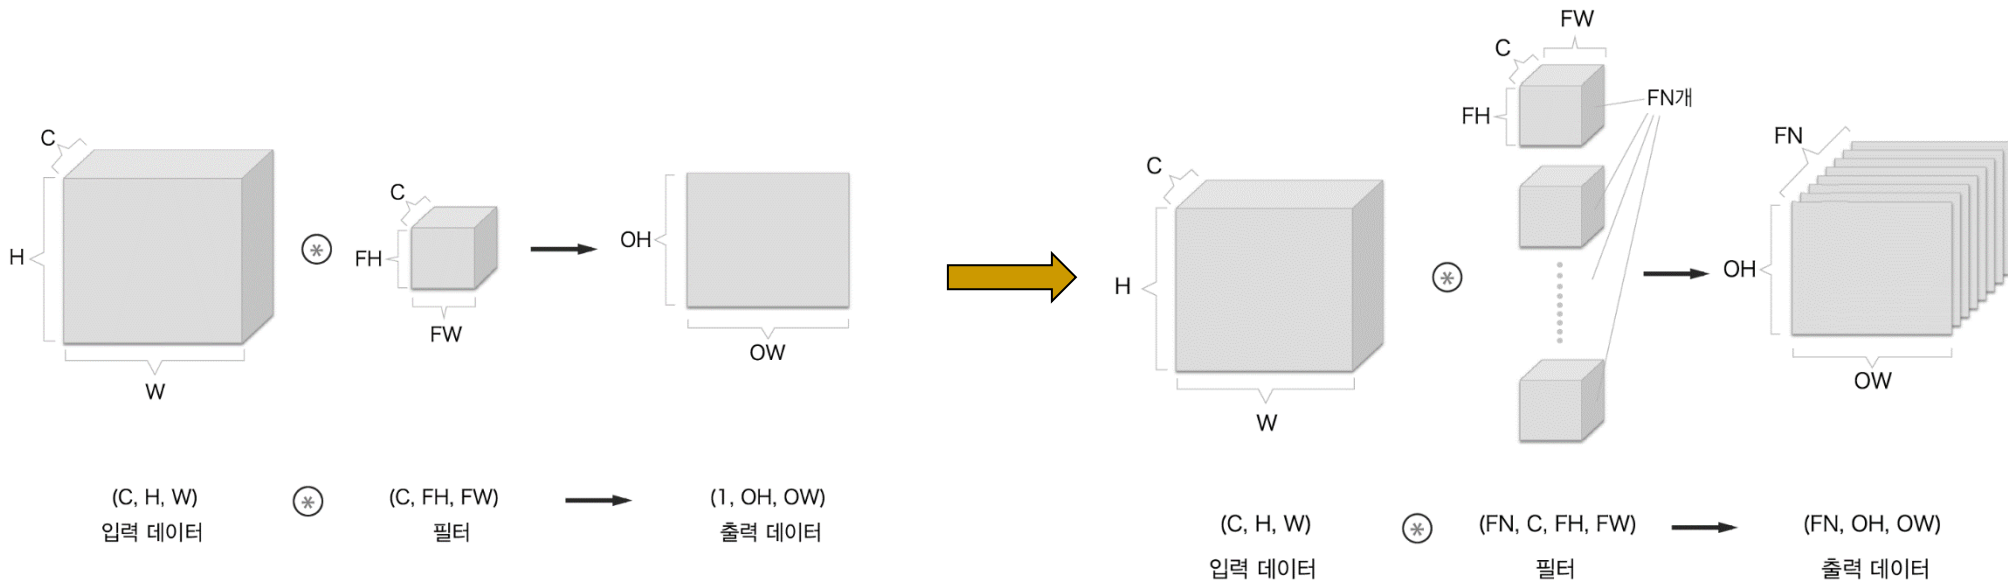 C
H
W
C
FH
FW
OH
OW
(C, H, W)
입력 데이터
(C, FH, FW)
필터
(1, OH, OW)
출력 데이터
C
H
W
FW
C
FH
FN개
FN
OH
OW
(C, H, W)
입력 데이터
(FN, C, FH, FW)
필터
(FN, OH, OW)
출력 데이터